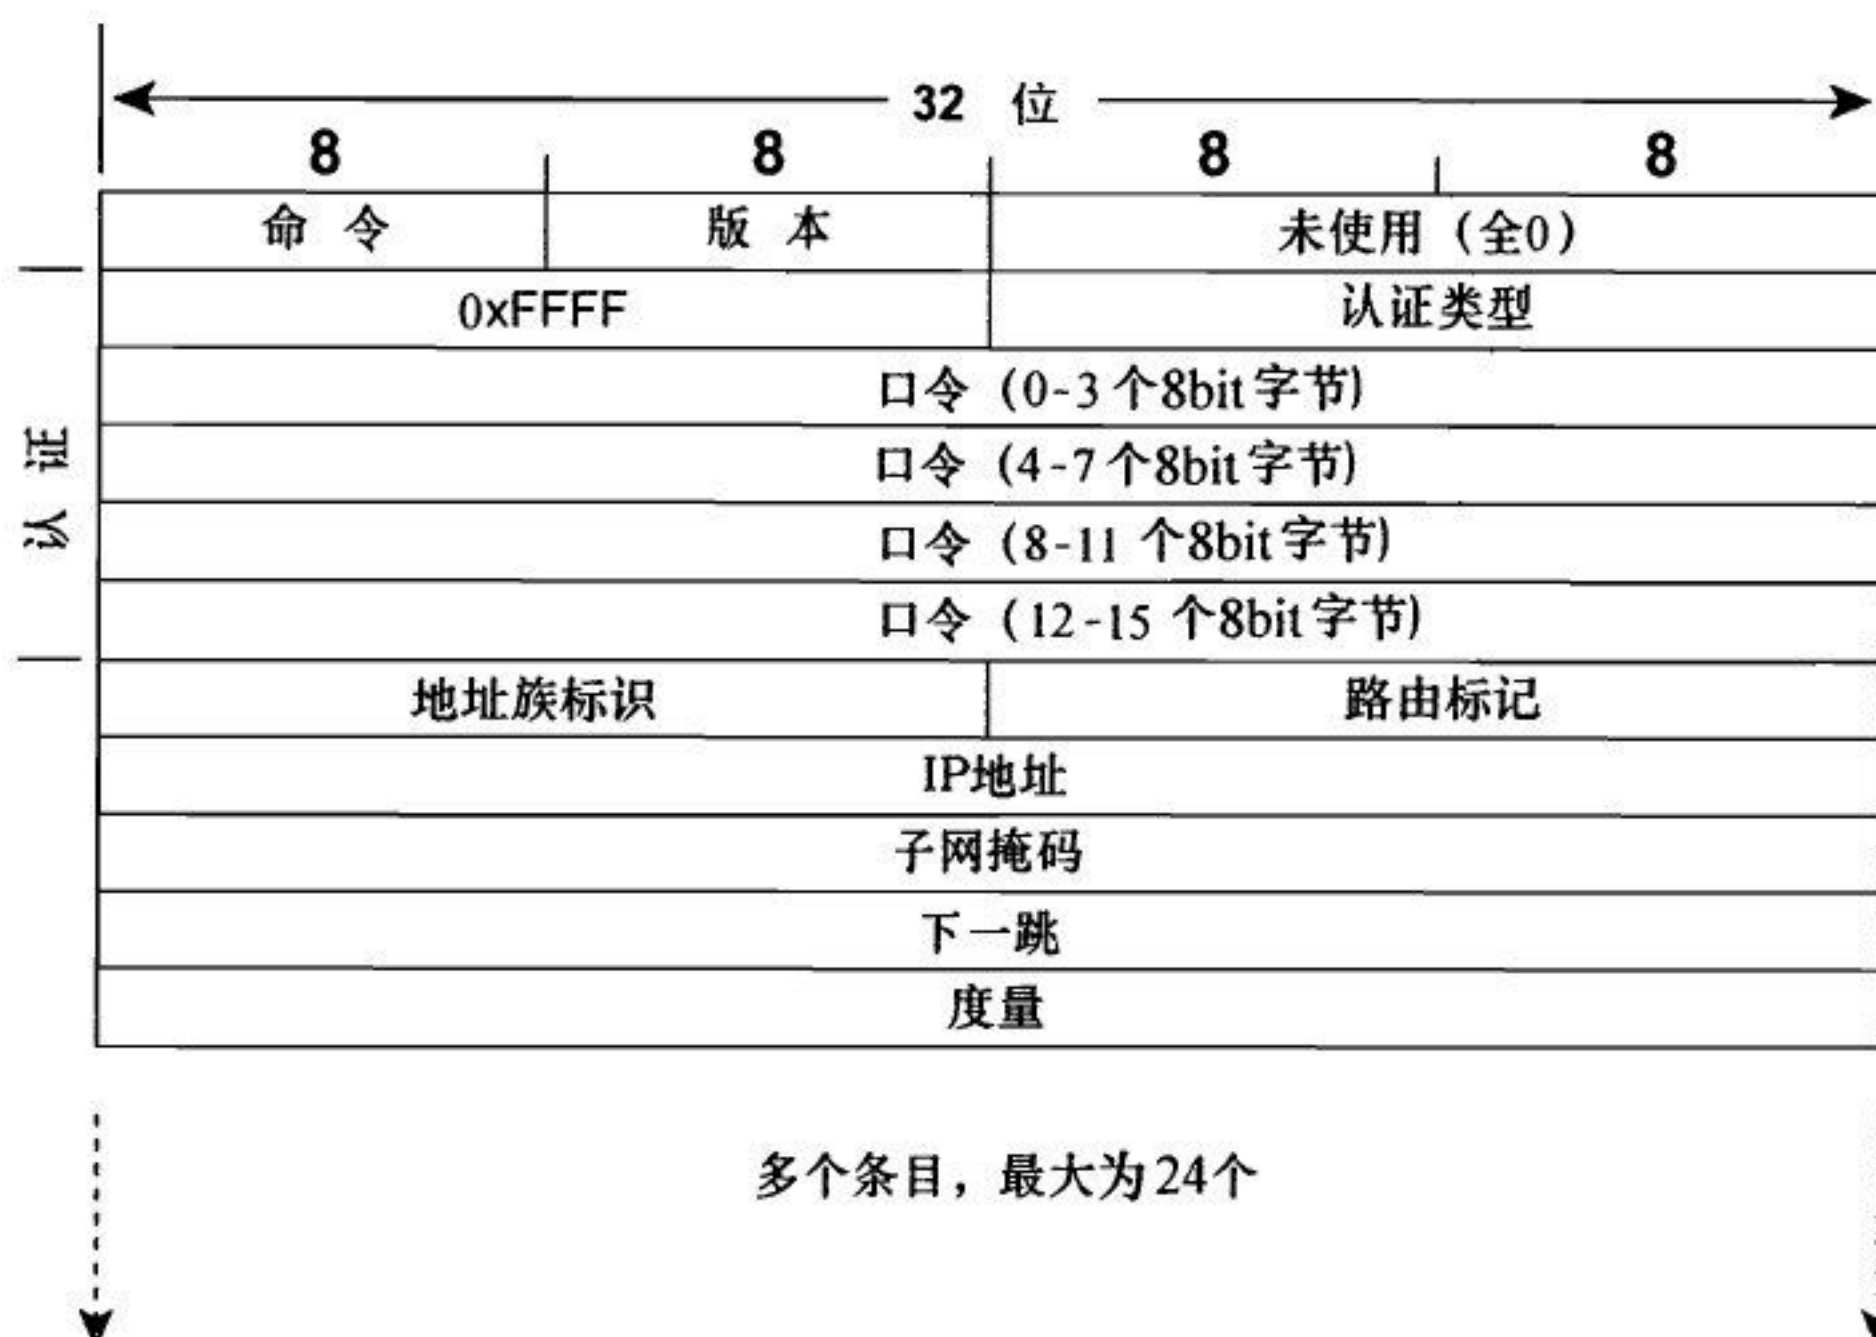 32 位
8 8 8 8
命 令 版 本 未使用（全0）
0xFFFF 认证类型
口令（0-3个8bit字节）
口令（4-7个8bit字节）
口令（8-11 个8bit字节）
口令（12-15 个8bit字节）
认 证
地址族标识 路由标记
IP地址
子网掩码
下一跳
度量
多个条目，最大为24个